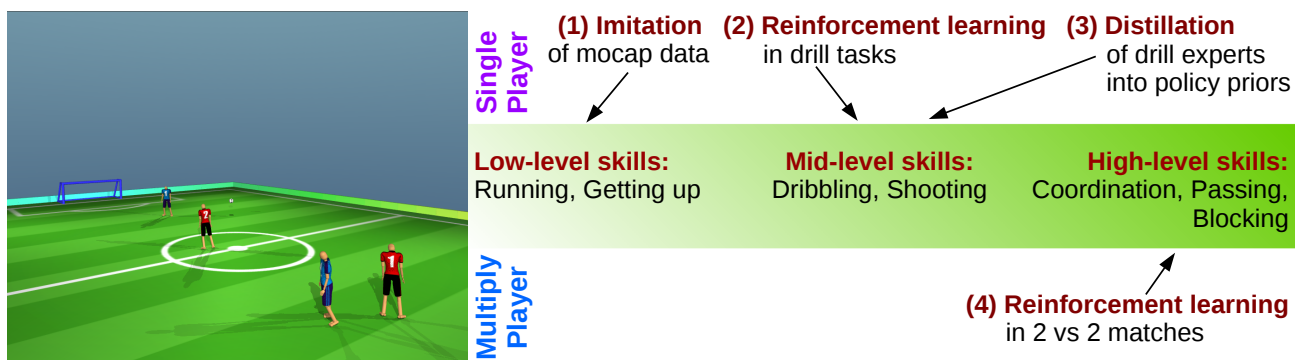 Single
Player
(1) Imitation
of mocap data
(2) Reinforcement learning
in drill tasks
(3) Distillation
of drill experts
into policy priors
Low-level skills:
Running, Getting up
Mid-level skills:
Dribbling, Shooting
High-level skills:
Coordination, Passing,
Blocking
Multiply
Player
(4) Reinforcement learning
in 2 vs 2 matches
1